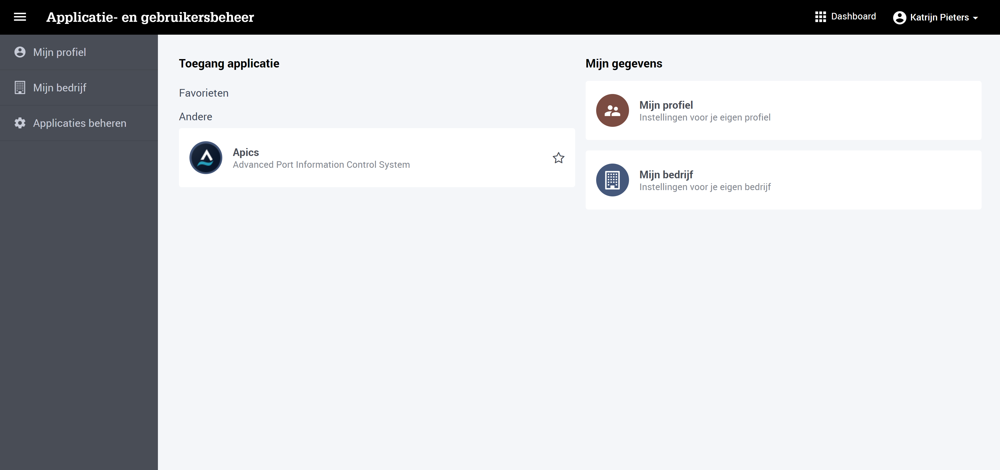 Applicatie- en gebruikersbeheer
Dashboard
Katrijn Pieters
Mijn profiel
Mijn bedrijf
Applicaties beheren
Toegang applicatie
Favorieten
Andere
Apics
Advanced Port Information Control System
Mijn gegevens
Mijn profiel
Instellingen voor je eigen profiel
Mijn bedrijf
Instellingen voor je eigen bedrijf